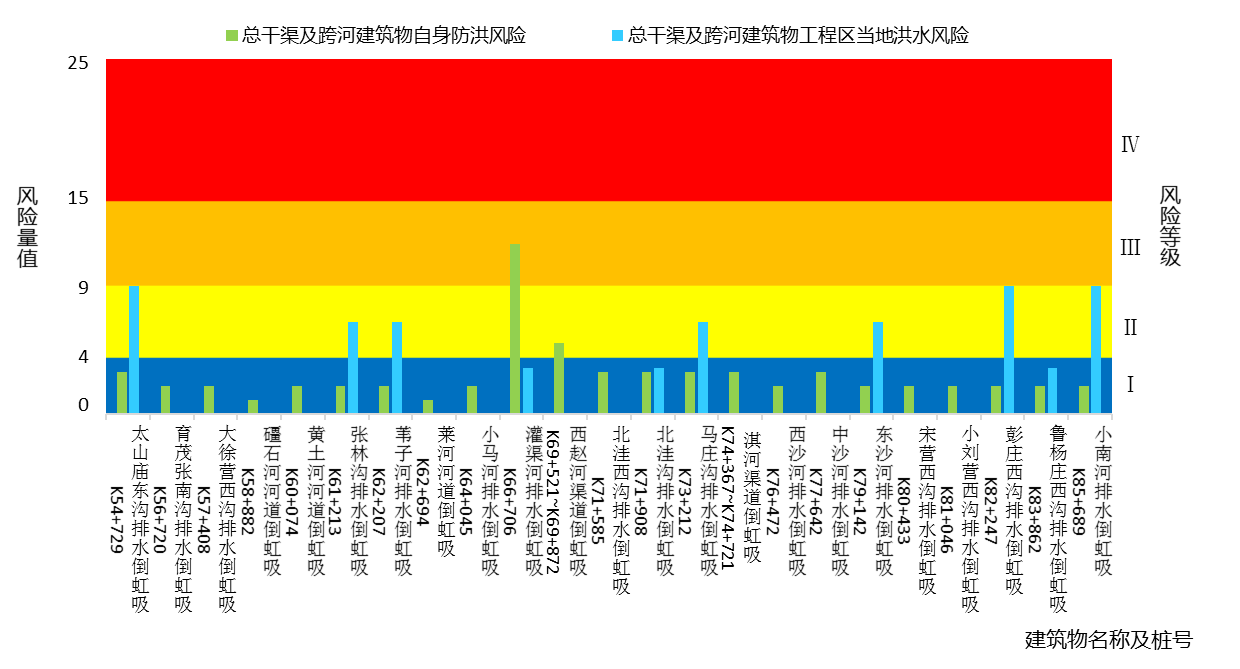 总干渠及跨河建筑物自身防洪风险
总干渠及跨河建筑物工程区当地洪水风险
25
15
9
4
0
风险量值
Ⅳ
Ⅲ
Ⅱ
Ⅰ
风险等级
K54+729
太山庙东沟排水倒虹吸
K56+720
育茂张南沟排水倒虹吸
K57+408
大徐营西沟排水倒虹吸
K58+882
礓石河河道倒虹吸
K60+074
黄土河河道倒虹吸
K61+213
张林沟排水倒虹吸
K62+207
苇子河排水倒虹吸
K62+694
莱河河道倒虹吸
K64+045
小马河排水倒虹吸
K66+706
灌渠河排水倒虹吸
K69+521~K69+872
西赵河渠道倒虹吸
K71+585
北洼西沟排水倒虹吸
K71+908
北洼沟排水倒虹吸
K73+212
马庄沟排水倒虹吸
K74+367~K74+721
淇河渠道倒虹吸
K76+472
西沙河排水倒虹吸
K77+642
中沙河排水倒虹吸
K79+142
东沙河排水倒虹吸
K80+433
宋营西沟排水倒虹吸
K81+046
小刘营西沟排水倒虹吸
K82+247
彭庄西沟排水倒虹吸
K83+862
鲁杨庄西沟排水倒虹吸
K85+689
小南河排水倒虹吸
建筑物名称及桩号